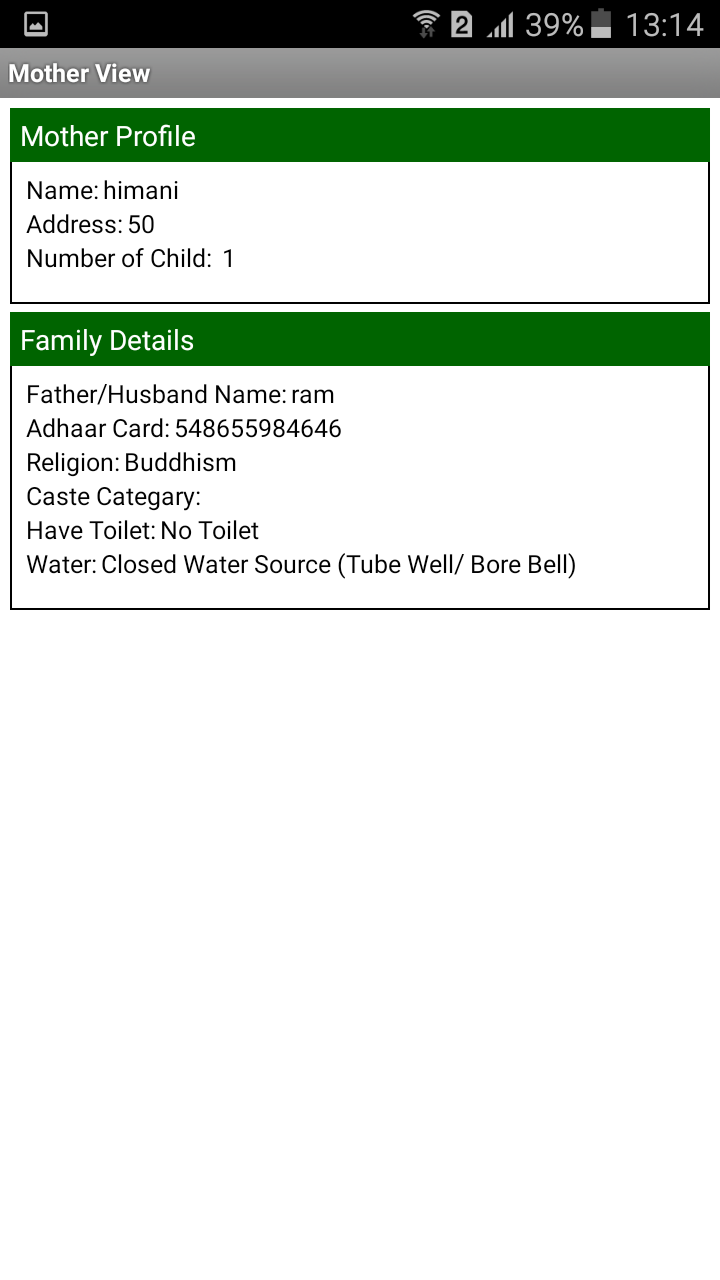 2 39% 13:14
Mother View
Mother Profile
Name: himani
Address: 50
Number of Child: 1
Family Details
Father/Husband Name: ram
Adhaar Card: 548655984646
Religion: Buddhism
Caste Categary:
Have Toilet: No Toilet
Water: Closed Water Source (Tube Well/ Bore Bell)